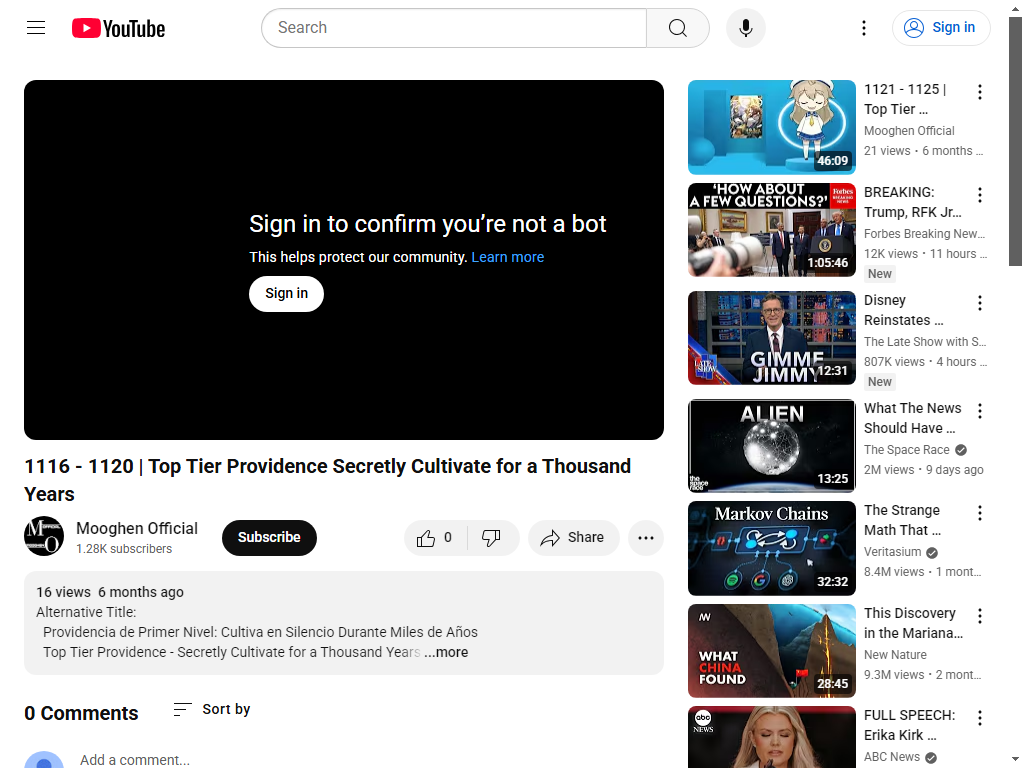 YouTube
Search
Sign in
Sign in to confirm you’re not a bot
This helps protect our community. Learn more
Sign in
1116 - 1120 | Top Tier Providence Secretly Cultivate for a Thousand
Years
Mooghen Official
1.28K subscribers
Subscribe
0
Share
16 views 6 months ago
Alternative Title:
Providencia de Primer Nivel: Cultiva en Silencio Durante Miles de Años
Top Tier Providence - Secretly Cultivate for a Thousand Years ...more
0 Comments
Sort by
Add a comment...
46:09
1121 - 1125 |
Top Tier ...
Mooghen Official
21 views • 6 months ...
'HOW ABOUT
A FEW QUESTIONS?'
Forbes
BREAKING
NEWS
1:05:46
BREAKING:
Trump, RFK Jr...
Forbes Breaking New...
12K views • 11 hours ...
New
LATE
SHOW
GIMME
JIMMY
12:31
Disney
Reinstates ...
The Late Show with S...
807K views • 4 hours ...
New
ALIEN
the
space
race
13:25
What The News
Should Have ...
The Space Race
2M views • 9 days ago
Markov Chains
32:32
The Strange
Math That ...
Veritasium
8.4M views • 1 mont...
WHAT
CHINA
FOUND
28:45
This Discovery
in the Mariana...
New Nature
9.3M views • 2 mont...
abc
NEWS
FULL SPEECH:
Erika Kirk ...
ABC News